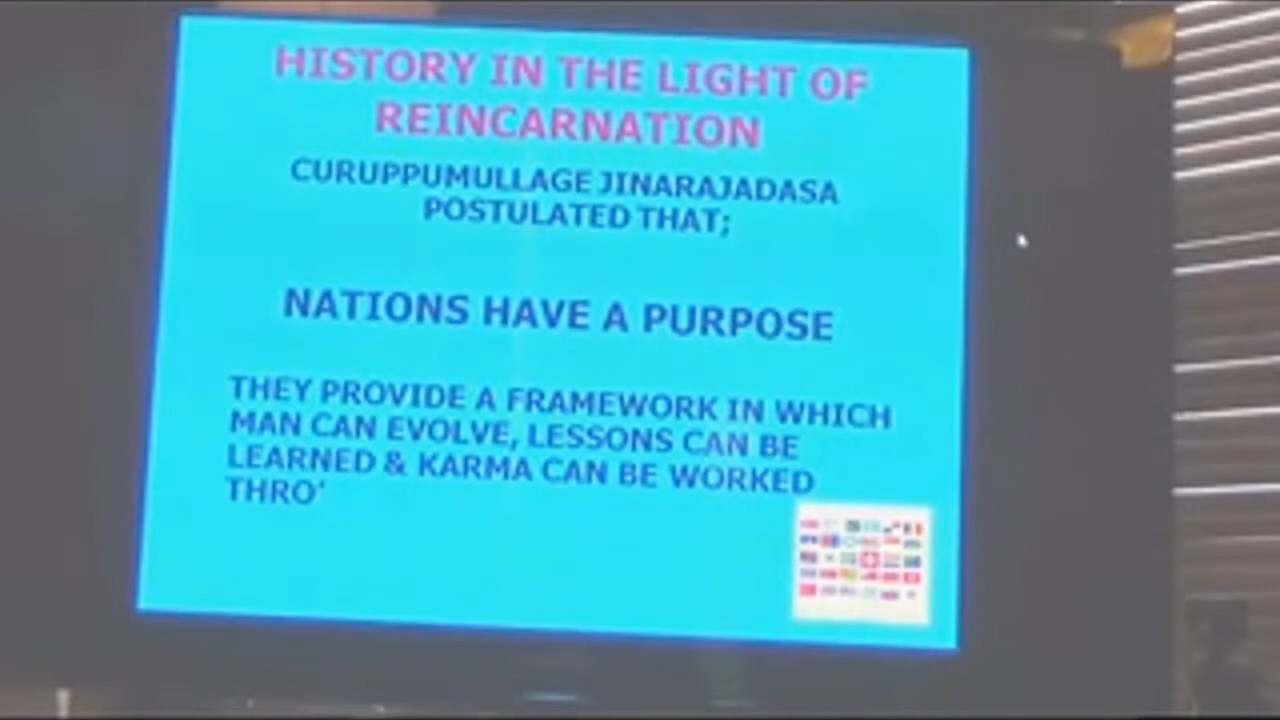 HISTORY IN THE LIGHT OF
REINCARNATION
CURUPPUMULLAGE JINARAJADASA
POSTULATED THAT;
NATIONS HAVE A PURPOSE
THEY PROVIDE A FRAMEWORK IN WHICH
MAN CAN EVOLVE, LESSONS CAN BE
LEARNED & KARMA CAN BE WORKED
THRO'